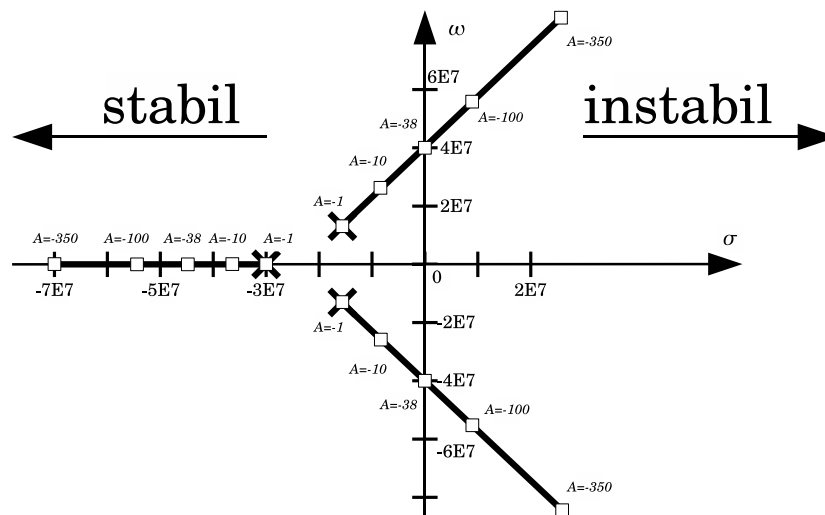 ω
A=-350
6E7
stabil
instabil
A=-100
A=-38
4E7
A=-10
2E7
A=-1
A=-350
A=-100
A=-38
A=-10
A=-1
σ
0
-7E7
-5E7
-3E7
2E7
A=-1
-2E7
A=-10
-4E7
A=-38
A=-100
-6E7
A=-350